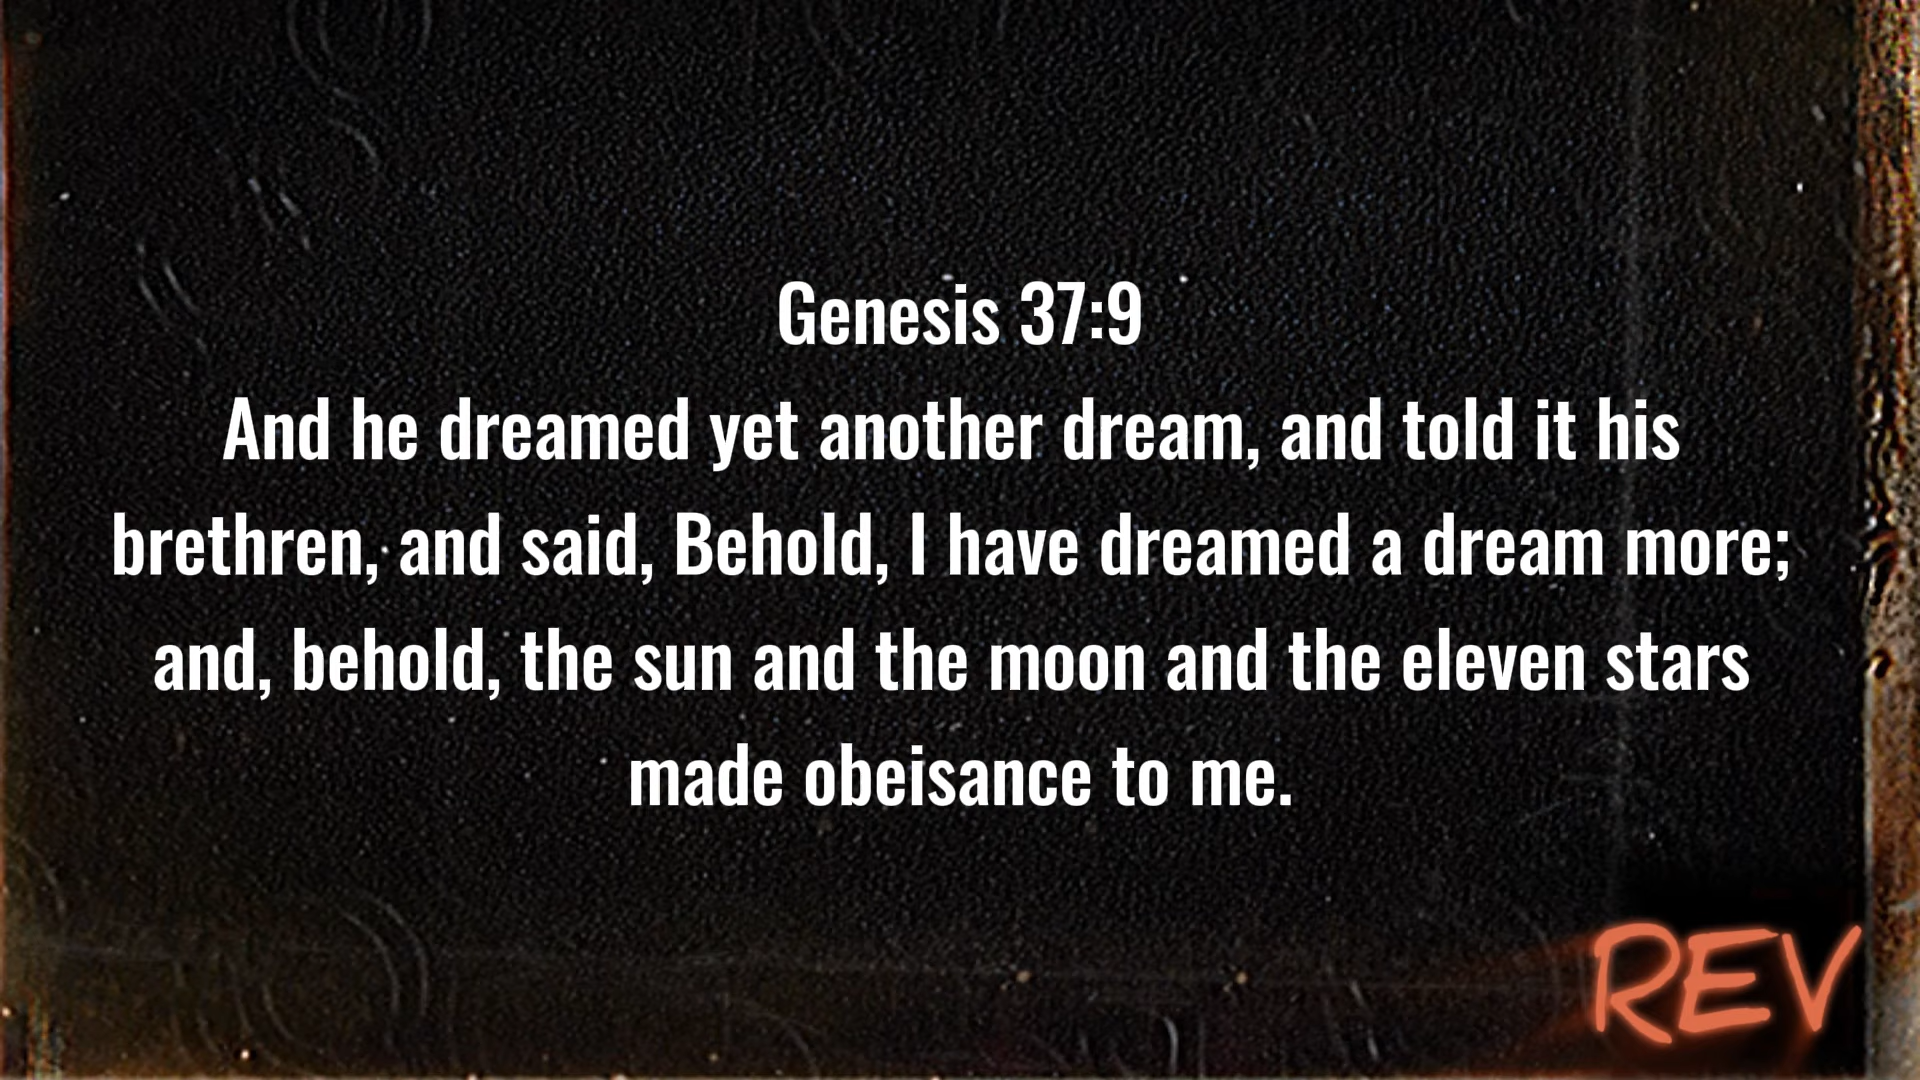 Genesis 37:9
And he dreamed yet another dream, and told it his
brethren, and said, Behold, I have dreamed a dream more;
and, behold, the sun and the moon and the eleven stars
made obeisance to me.
REV